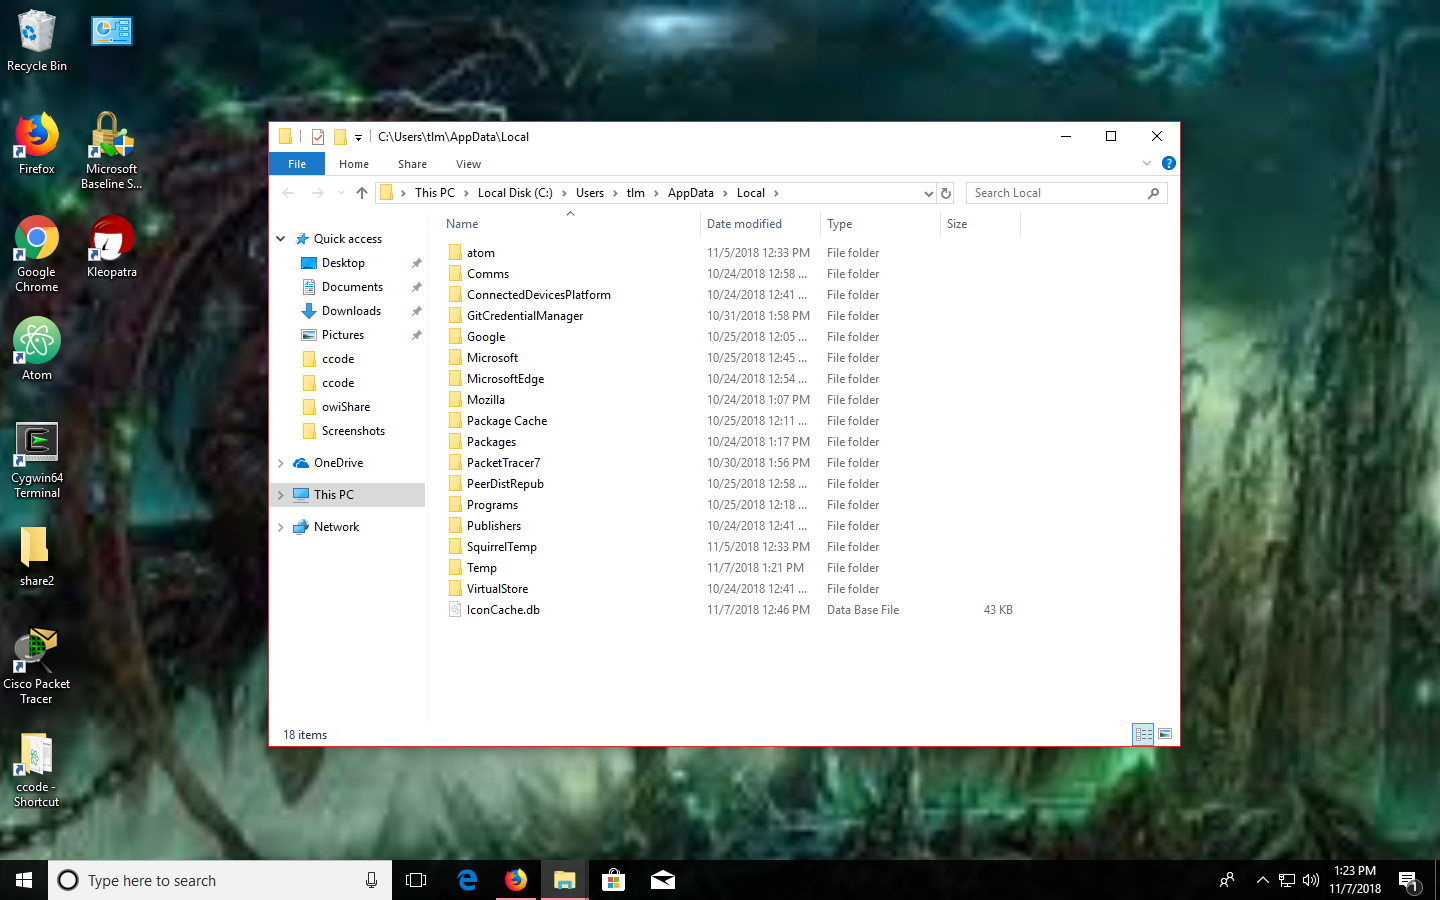 Recycle Bin
Firefox
Microsoft
Baseline S...
Google
Chrome
Kleopatra
Atom
Cygwin64
Terminal
share2
Cisco Packet
Tracer
ccode -
Shortcut
C:\Users\tlm\AppData\Local
File Home Share View
This PC Local Disk (C:) Users tlm AppData Local
Search Local
Quick access
Desktop
Documents
Downloads
Pictures
ccode
ccode
owiShare
Screenshots
OneDrive
This PC
Network
Name Date modified Type Size
atom 11/5/2018 12:33 PM File folder
Comms 10/24/2018 12:58 ... File folder
ConnectedDevicesPlatform 10/24/2018 12:41 ... File folder
GitCredentialManager 10/31/2018 1:58 PM File folder
Google 10/25/2018 12:05 ... File folder
Microsoft 10/25/2018 12:45 ... File folder
MicrosoftEdge 10/24/2018 12:54 ... File folder
Mozilla 10/24/2018 1:07 PM File folder
Package Cache 10/25/2018 12:11 ... File folder
Packages 10/24/2018 1:17 PM File folder
PacketTracer7 10/30/2018 1:56 PM File folder
PeerDistRepub 10/25/2018 12:58 ... File folder
Programs 10/25/2018 12:18 ... File folder
Publishers 10/24/2018 12:41 ... File folder
SquirrelTemp 11/5/2018 12:33 PM File folder
Temp 11/7/2018 1:21 PM File folder
VirtualStore 10/24/2018 12:41 ... File folder
IconCache.db 11/7/2018 12:46 PM Data Base File 43 KB
18 items
Type here to search
1:23 PM
11/7/2018
1